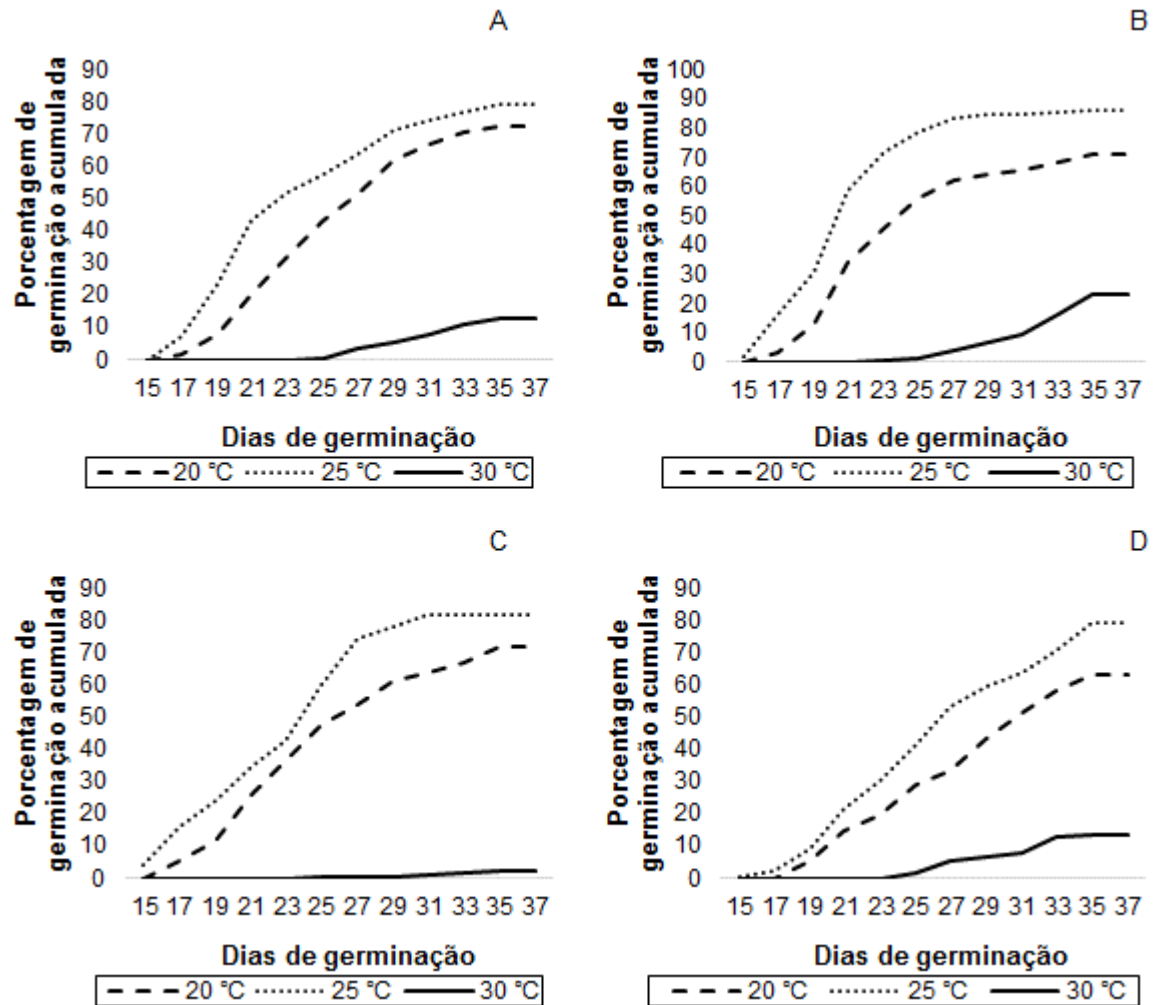 A
Porcentagem de
germinação acumulada
90
80
70
60
50
40
30
20
10
0
15 17 19 21 23 25 27 29 31 33 35 37
Dias de germinação
20 °C 25 °C 30 °C
B
Porcentagem de
germinação acumulada
100
90
80
70
60
50
40
30
20
10
0
15 17 19 21 23 25 27 29 31 33 35 37
Dias de germinação
20 °C 25 °C 30 °C
C
Porcentagem de
germinação acumulada
90
80
70
60
50
40
30
20
10
0
15 17 19 21 23 25 27 29 31 33 35 37
Dias de germinação
20 °C 25 °C 30 °C
D
Porcentagem de
germinação acumulada
90
80
70
60
50
40
30
20
10
0
15 17 19 21 23 25 27 29 31 33 35 37
Dias de germinação
20 °C 25 °C 30 °C